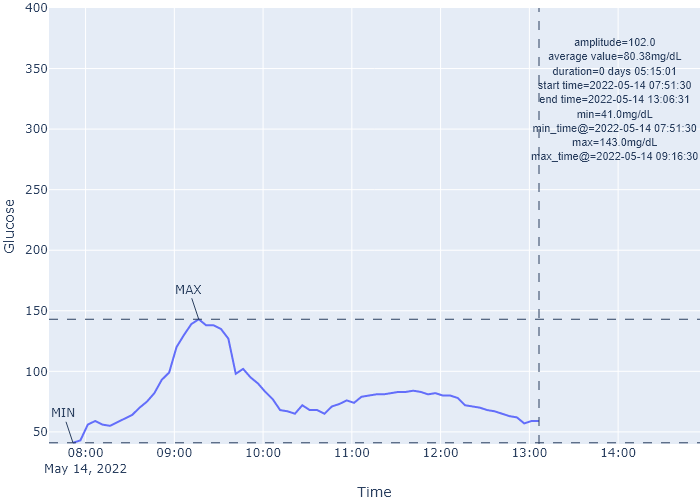 400
amplitude=102.0
average value=80.38mg/dL
350
duration=0 days 05:15:01
start time=2022-05-14 07:51:30
end time=2022-05-14 13:06:31
min=41.0mg/dL
300
min_time@=2022-05-14 07:51:30
max=143.0mg/dL
max_time@=2022-05-14 09:16:30
250
Glucose
200
MAX
150
100
MIN
50
08:00 09:00 10:00 11:00 12:00 13:00 14:00
May 14, 2022
Time